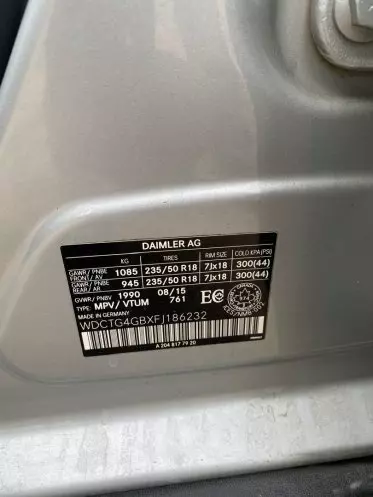 DAIMLER AG
KG TIRES RIM SIZE COLD KPA (PSI)
GAWR / PNBE FRONT / AV 1085 235/50 R18 7Jx18 300(44)
GAWR / PNBE 945 235/50 R18 7Jx18 300(44)
GVWR / PNBV 1990 08/15
TYPE: MPV/ VTUM 761 EC
MADE IN GERMANY
WDCTG4GBXFJ186232
A 204 817 79 20